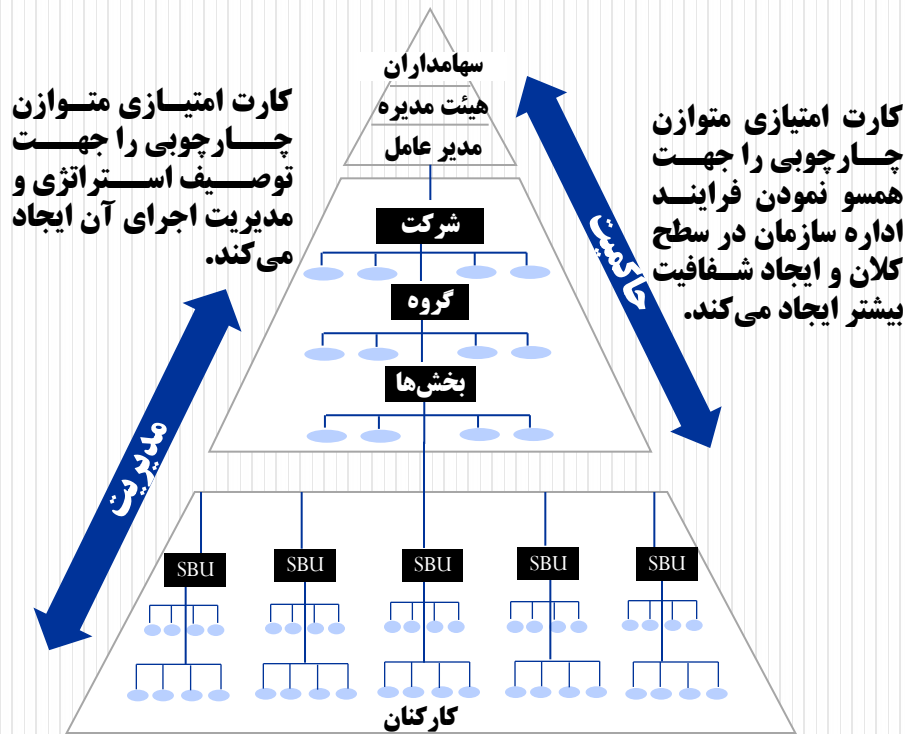 سهامداران
هیئت مدیره
مدیر عامل
کارت امتیازی متوازن
چارچوبی را جهت
همسو نمودن فرایند
اداره سازمان در سطح
کلان و ایجاد شفافیت
بیشتر ایجاد می‌کند.
حاکمیت
کارت امتیازی متوازن
چارچوبی را جهت
توصیف استراتژی و
مدیریت اجرای آن ایجاد
می‌کند.
مدیریت
شرکت
گروه
بخش‌ها
SBU SBU SBU SBU SBU
کارکنان